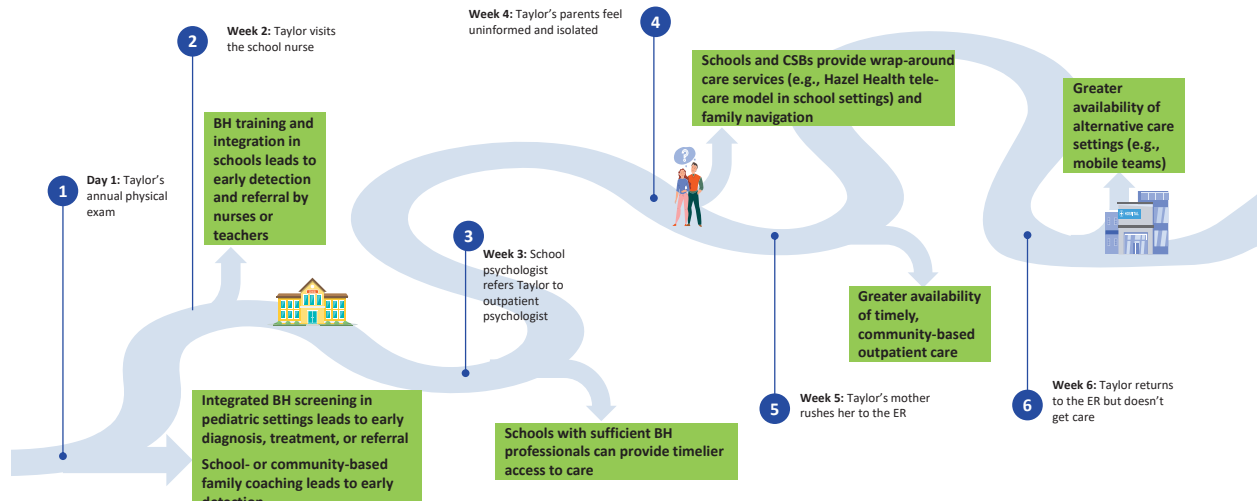 1
Day 1: Taylor's
annual physical
exam
2
Week 2: Taylor visits
the school nurse
BH training and
integration in
schools leads to
early detection
and referral by
nurses or
teachers
Integrated BH screening in
pediatric settings leads to early
diagnosis, treatment, or referral
School- or community-based
family coaching leads to early
detection
3
Week 3: School
psychologist
refers Taylor to
outpatient
psychologist
Schools with sufficient BH
professionals can provide timelier
access to care
Week 4: Taylor's parents feel
uninformed and isolated
4
Schools and CSBs provide wrap-around
care services (e.g., Hazel Health tele-
care model in school settings) and
family navigation
?
5
Week 5: Taylor's mother
rushes her to the ER
Greater availability
of timely,
community-based
outpatient care
Greater
availability of
alternative care
settings (e.g.,
mobile teams)
6
Week 6: Taylor returns
to the ER but doesn't
get care